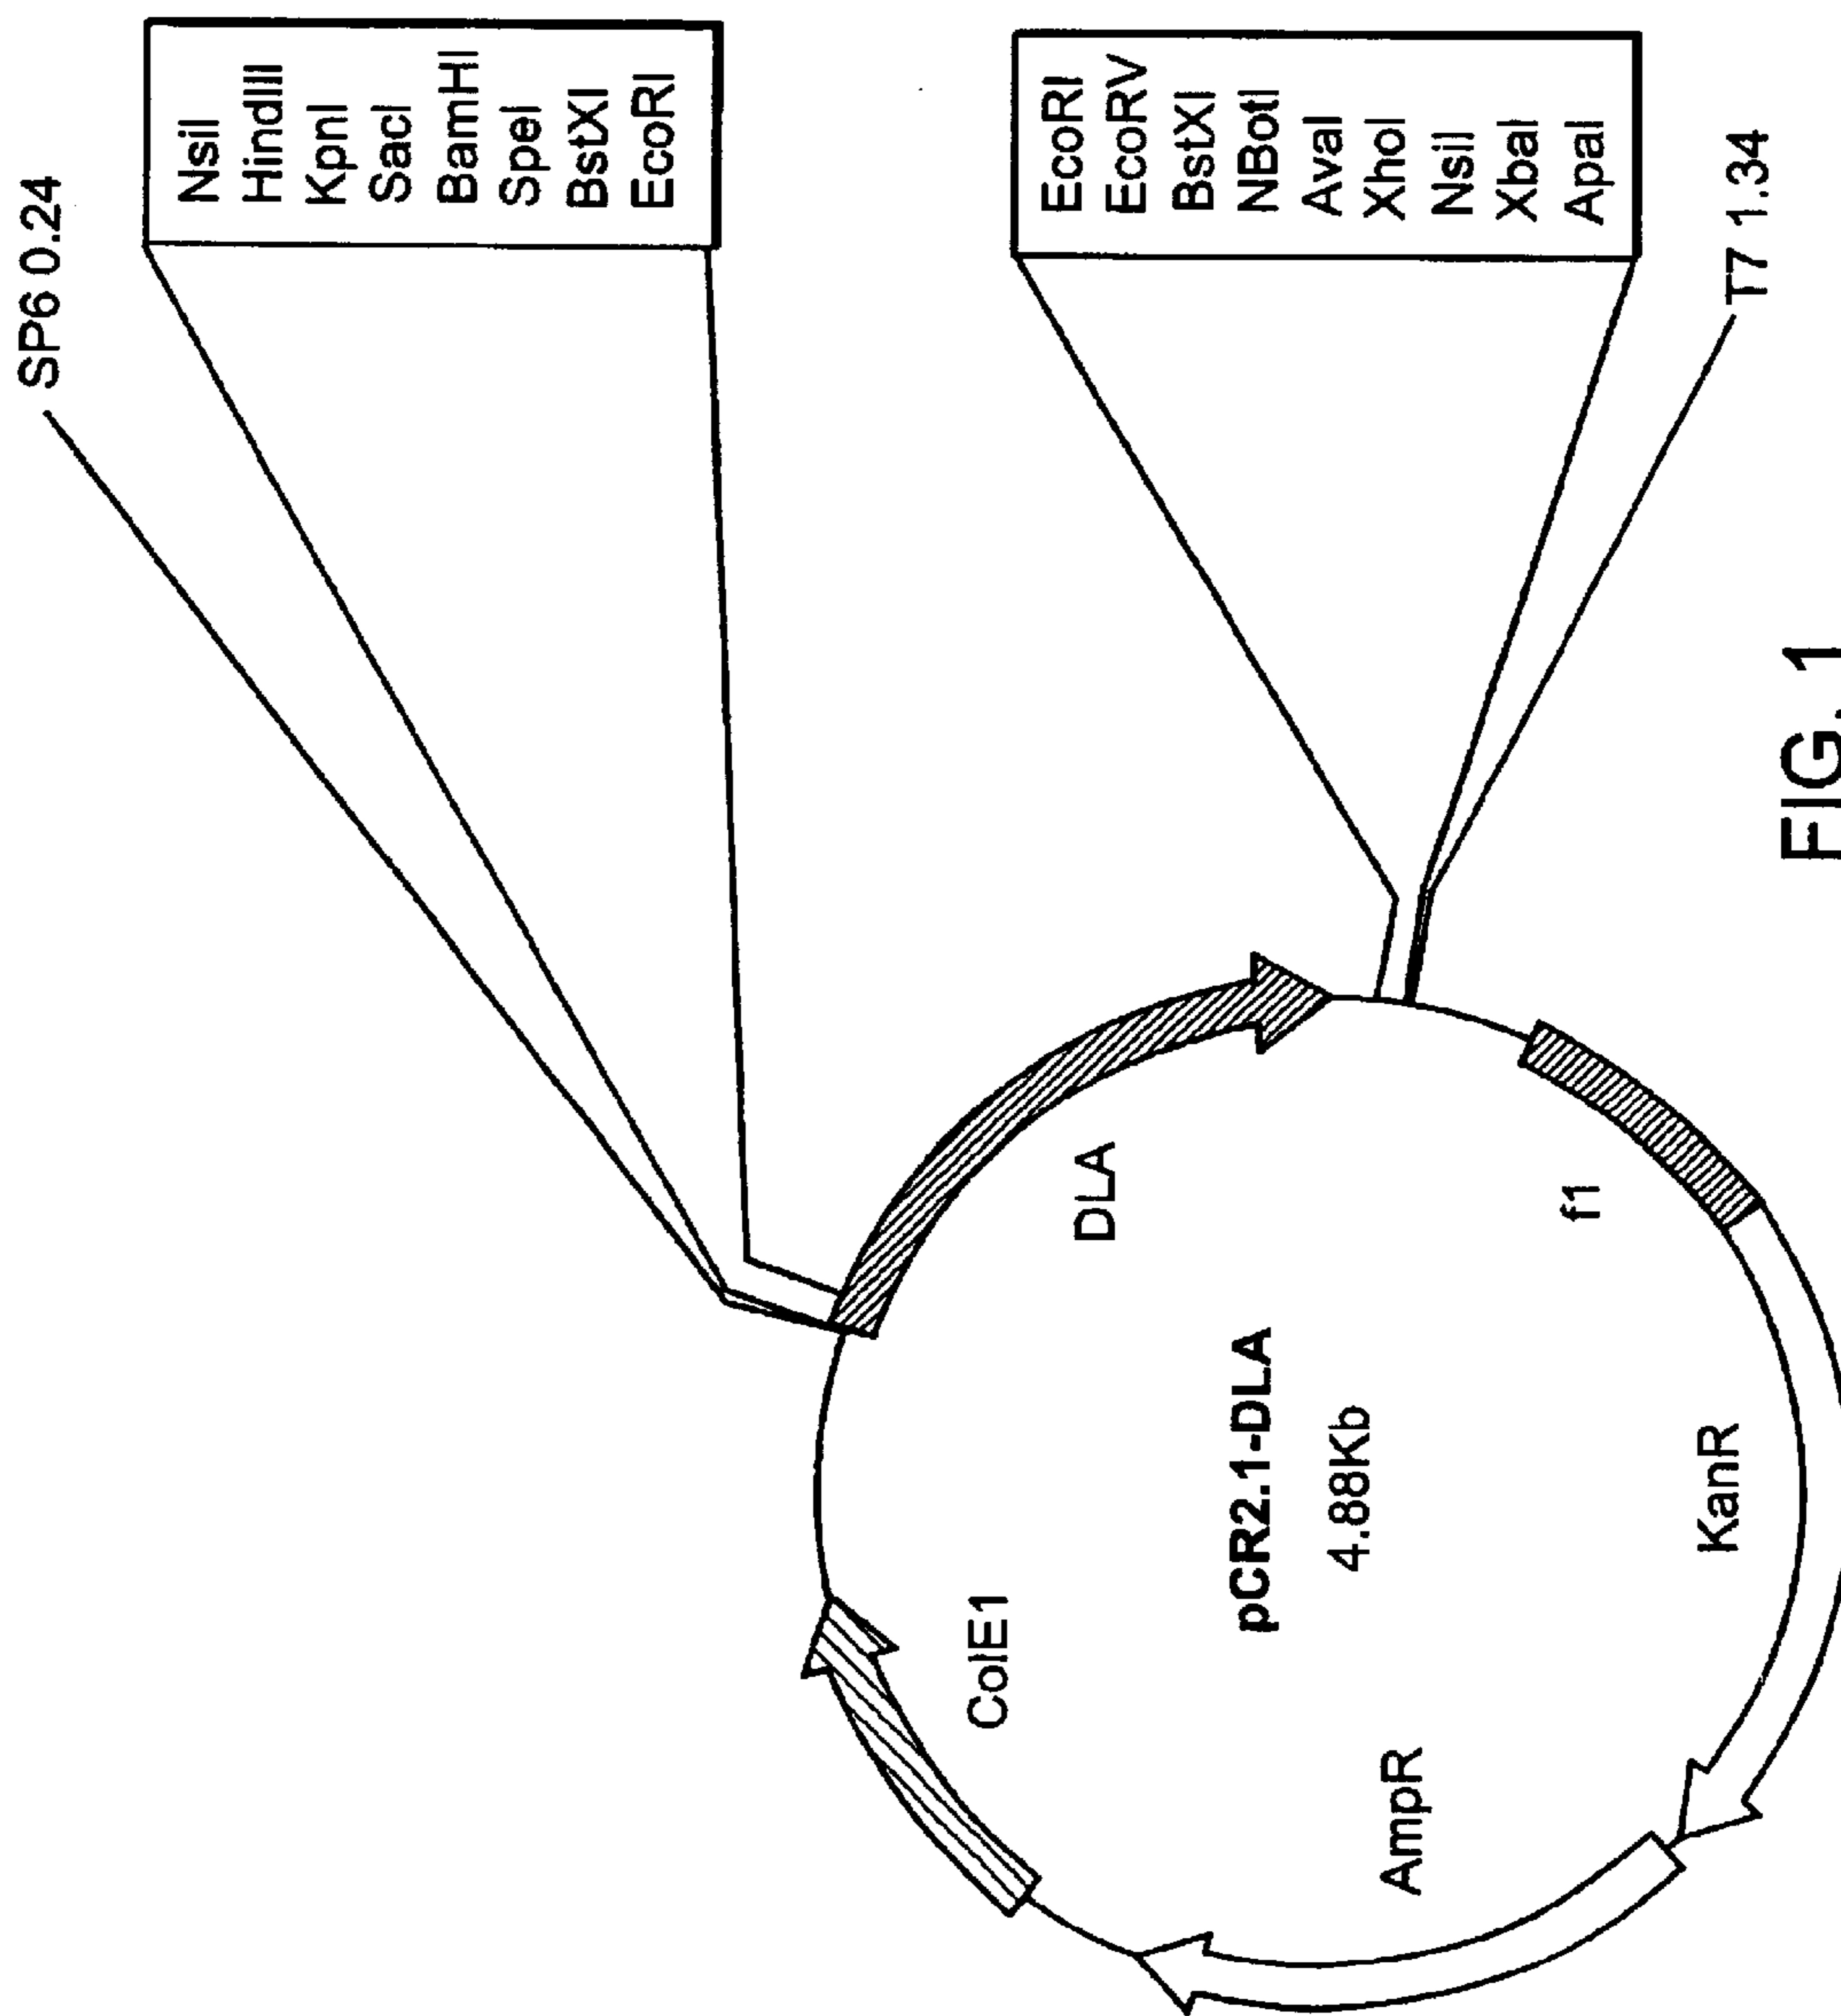 SP6 0.24
NsiI
HindIII
KpnI
SacI
BamHI
SpeI
BstXI
EcoRI
EcoRI
EcoRV
BstXI
NBotI
AvaI
XhoI
NsiI
XbaI
ApaI
T7 1.34
DLA
f1
ColE1
pCR2.1-DLA
4.88Kb
KanR
AmpR
FIG. 1